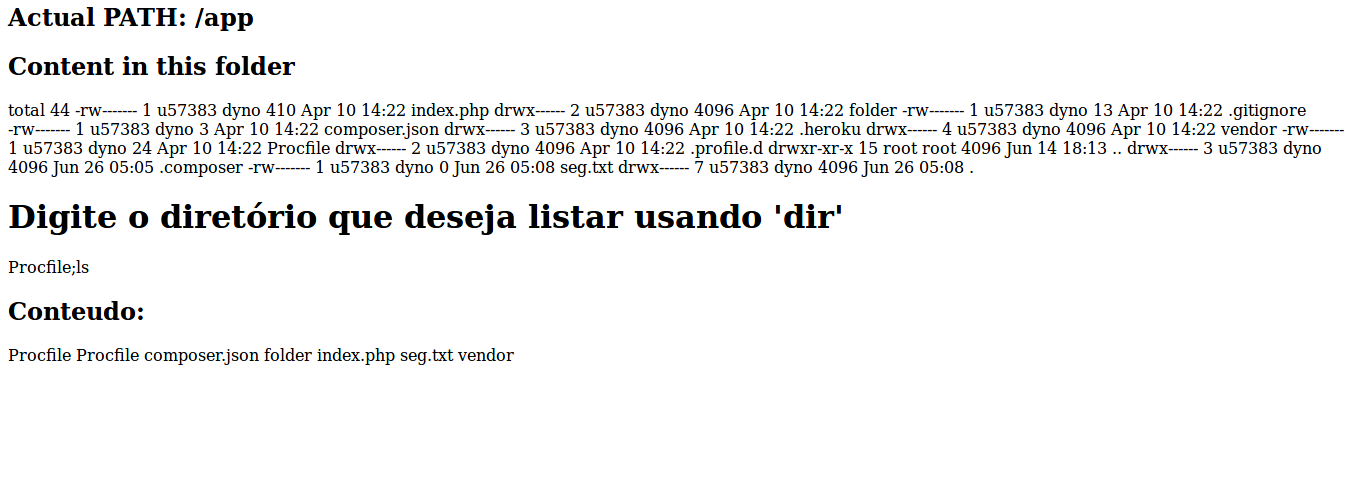 Actual PATH: /app
Content in this folder
total 44 -rw------- 1 u57383 dyno 410 Apr 10 14:22 index.php drwx------ 2 u57383 dyno 4096 Apr 10 14:22 folder -rw------- 1 u57383 dyno 13 Apr 10 14:22 .gitignore
-rw------- 1 u57383 dyno 3 Apr 10 14:22 composer.json drwx------ 3 u57383 dyno 4096 Apr 10 14:22 .heroku drwx------ 4 u57383 dyno 4096 Apr 10 14:22 vendor -rw-------
1 u57383 dyno 24 Apr 10 14:22 Procfile drwx------ 2 u57383 dyno 4096 Apr 10 14:22 .profile.d drwxr-xr-x 15 root root 4096 Jun 14 18:13 .. drwx------ 3 u57383 dyno
4096 Jun 26 05:05 .composer -rw------- 1 u57383 dyno 0 Jun 26 05:08 seg.txt drwx------ 7 u57383 dyno 4096 Jun 26 05:08 .
Digite o diretório que deseja listar usando 'dir'
Procfile;ls
Conteudo:
Procfile Procfile composer.json folder index.php seg.txt vendor